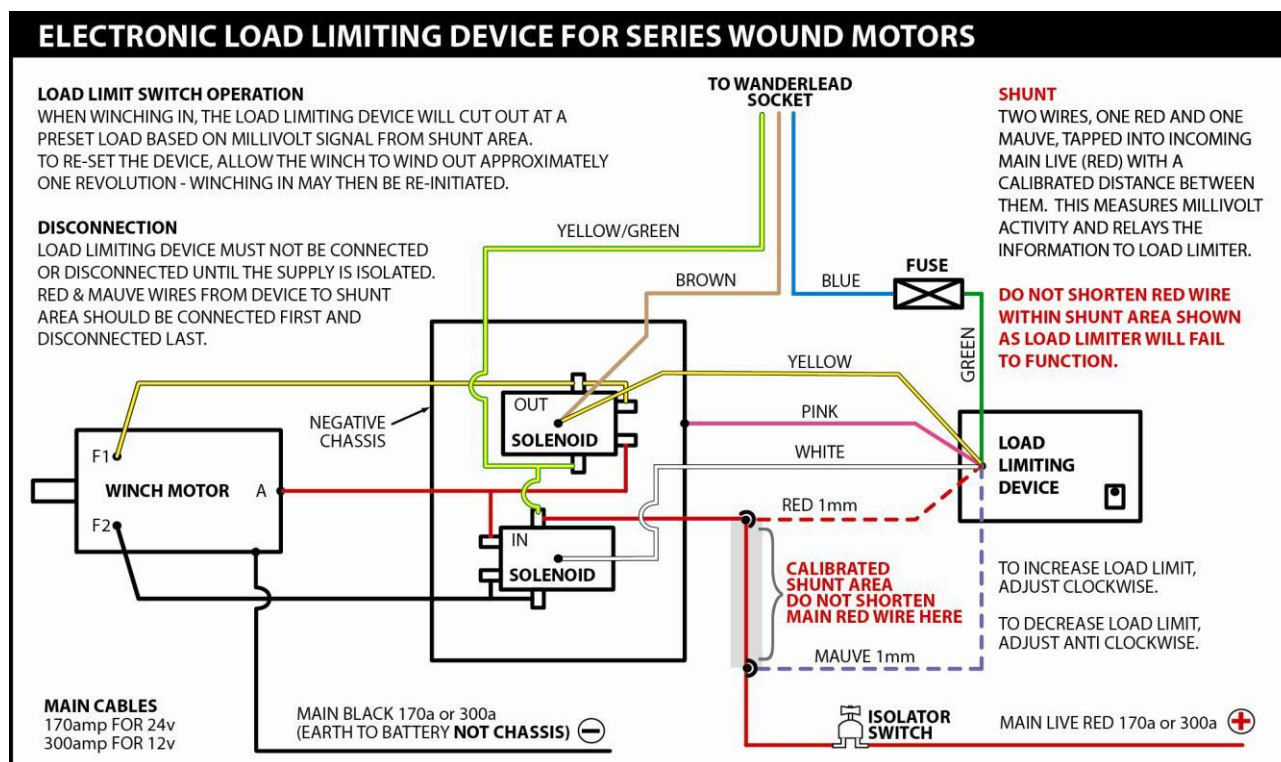 ELECTRONIC LOAD LIMITING DEVICE FOR SERIES WOUND MOTORS
LOAD LIMIT SWITCH OPERATION
WHEN WINCHING IN, THE LOAD LIMITING DEVICE WILL CUT OUT AT A
PRESET LOAD BASED ON MILLIVOLT SIGNAL FROM SHUNT AREA.
TO RE-SET THE DEVICE, ALLOW THE WINCH TO WIND OUT APPROXIMATELY
ONE REVOLUTION - WINCHING IN MAY THEN BE RE-INITIATED.
DISCONNECTION
LOAD LIMITING DEVICE MUST NOT BE CONNECTED
OR DISCONNECTED UNTIL THE SUPPLY IS ISOLATED.
RED & MAUVE WIRES FROM DEVICE TO SHUNT
AREA SHOULD BE CONNECTED FIRST AND
DISCONNECTED LAST.
TO WANDERLEAD
SOCKET
SHUNT
TWO WIRES, ONE RED AND ONE
MAUVE, TAPPED INTO INCOMING
MAIN LIVE (RED) WITH A
CALIBRATED DISTANCE BETWEEN
THEM. THIS MEASURES MILLIVOLT
ACTIVITY AND RELAYS THE
INFORMATION TO LOAD LIMITER.
DO NOT SHORTEN RED WIRE
WITHIN SHUNT AREA SHOWN
AS LOAD LIMITER WILL FAIL
TO FUNCTION.
YELLOW/GREEN
BROWN
BLUE
FUSE
GREEN
YELLOW
PINK
WHITE
RED 1mm
NEGATIVE
CHASSIS
OUT
SOLENOID
IN
SOLENOID
F1
WINCH MOTOR
A
F2
LOAD
LIMITING
DEVICE
CALIBRATED
SHUNT AREA
DO NOT SHORTEN
MAIN RED WIRE HERE
MAUVE 1mm
TO INCREASE LOAD LIMIT,
ADJUST CLOCKWISE.
TO DECREASE LOAD LIMIT,
ADJUST ANTI CLOCKWISE.
MAIN CABLES
170amp FOR 24v
300amp FOR 12v
MAIN BLACK 170a or 300a
(EARTH TO BATTERY NOT CHASSIS) −
ISOLATOR
SWITCH
MAIN LIVE RED 170a or 300a +